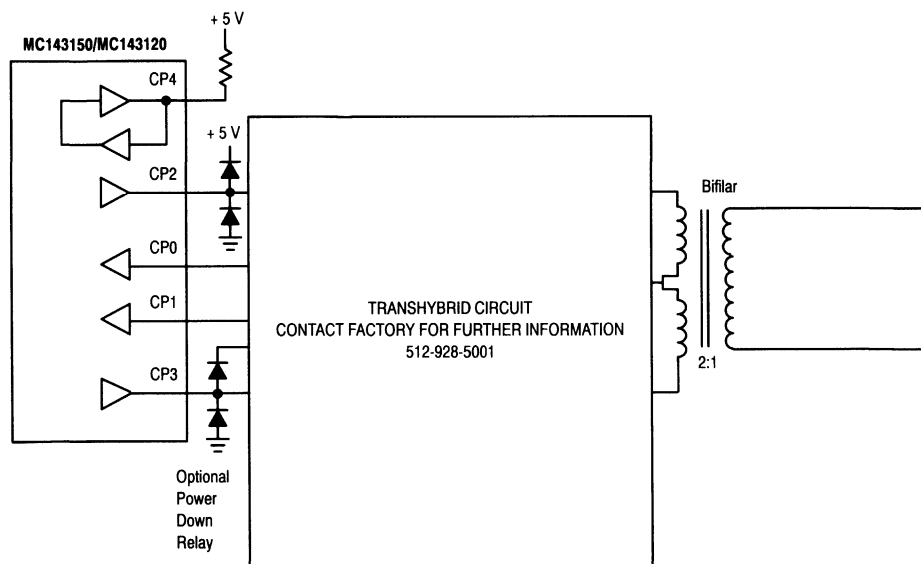 + 5 V
MC143150/MC143120
CP4
+ 5 V
CP2
Bifilar
CP0
TRANSHYBRID CIRCUIT
CONTACT FACTORY FOR FURTHER INFORMATION
512-928-5001
CP1
2:1
CP3
Optional
Power
Down
Relay